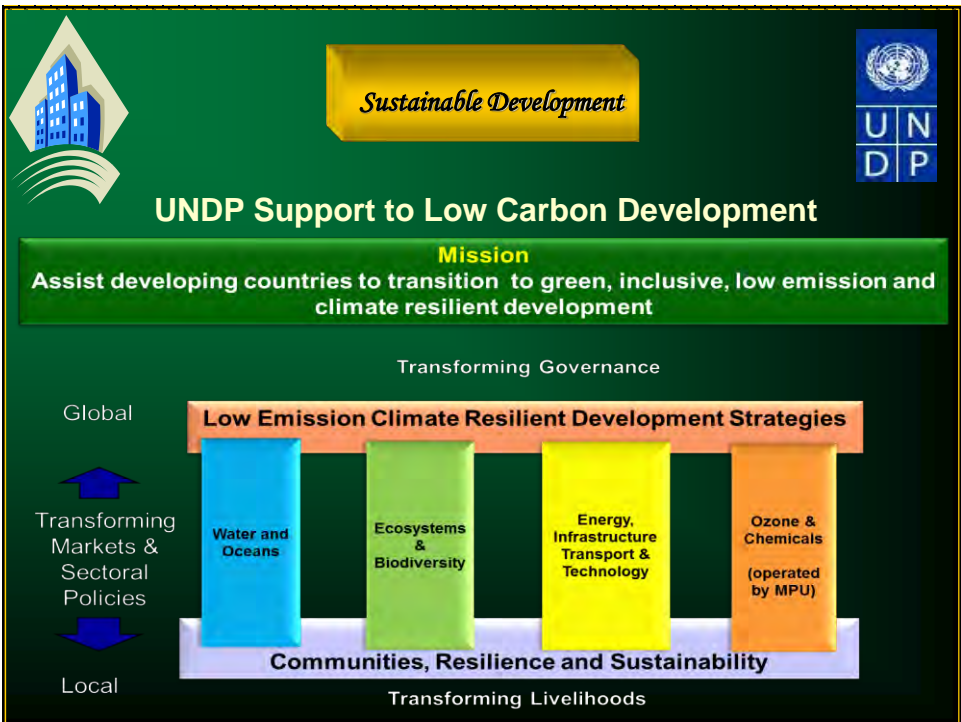 Sustainable Development
U N
D P
UNDP Support to Low Carbon Development
Mission
Assist developing countries to transition to green, inclusive, low emission and
climate resilient development
Transforming Governance
Global
Low Emission Climate Resilient Development Strategies
Transforming
Markets &
Sectoral
Policies
Water and
Oceans
Ecosystems
&
Biodiversity
Energy,
Infrastructure
Transport &
Technology
Ozone &
Chemicals
(operated
by MPU)
Communities, Resilience and Sustainability
Local
Transforming Livelihoods